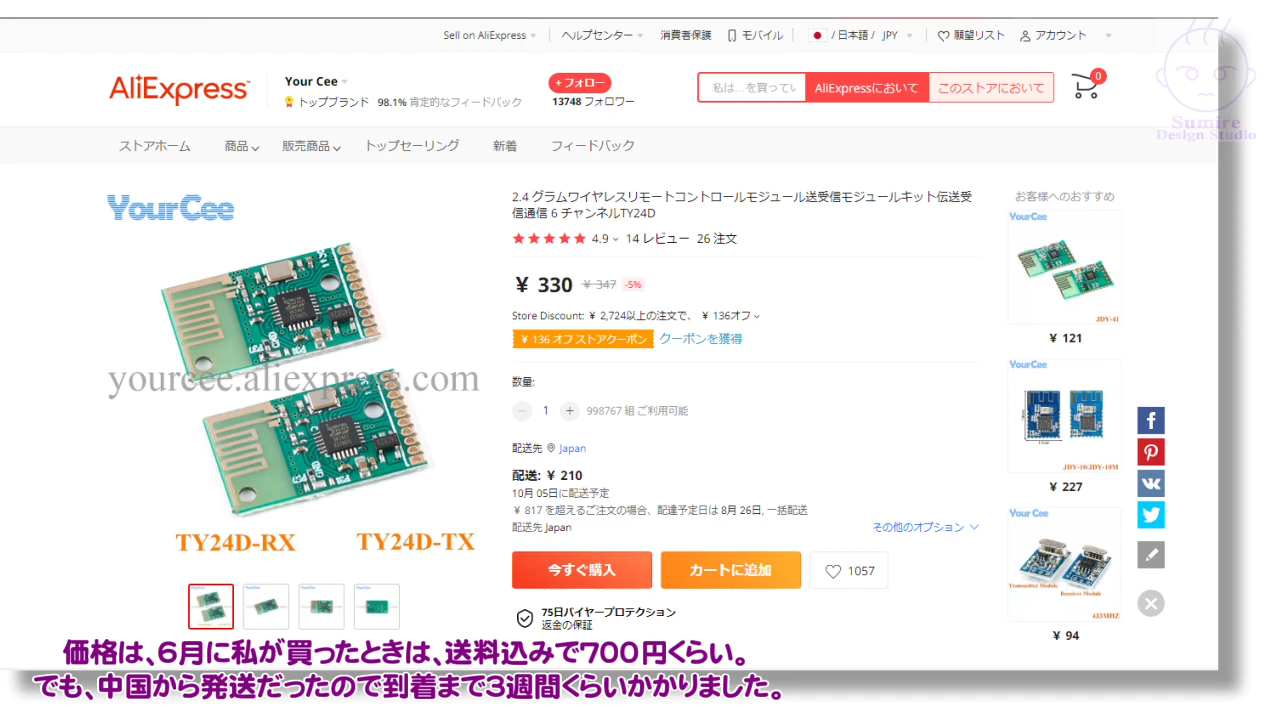 Sell on AliExpress
ヘルプセンター
消費者保護
モバイル
/ 日本語 / JPY
願望リスト
アカウント
AliExpress
Your Cee
トップブランド 98.1% 肯定的なフィードバック
+ フォロー
13748 フォロワー
私は...を買ってい
AliExpressにおいて
このストアにおいて
0
Sumire
Design Studio
ストアホーム
商品
販売商品
トップセーリング
新着
フィードバック
YourCee
yourcee.aliexpress.com
TY24D-RX
TY24D-TX
2.4 グラムワイヤレスリモートコントロールモジュール送受信モジュールキット伝送受
信通信 6 チャンネルTY24D
4.9 14 レビュー 26 注文
¥ 330 ¥ 347 -5%
Store Discount: ¥ 2,724以上の注文で、 ¥ 136オフ
¥ 136 オフ ストアクーポン クーポンを獲得
数量:
1 998767 組 ご利用可能
配送先 Japan
配送: ¥ 210
10月 05日に配送予定
¥ 817 を超えるご注文の場合、配達予定日は 8月 26日, 一括配送
配送先 Japan
その他のオプション
今すぐ購入
カートに追加
1057
75日バイヤープロテクション
返金の保証
お客様へのおすすめ
YourCee
JDY-41
¥ 121
YourCee
JDY-10/JDY-10M
¥ 227
Your Cee
Transmitter Module
Receiver Module
433MHZ
¥ 94
価格は、6月に私が買ったときは、送料込みで700円くらい。
でも、中国から発送だったので到着まで3週間くらいかかりました。